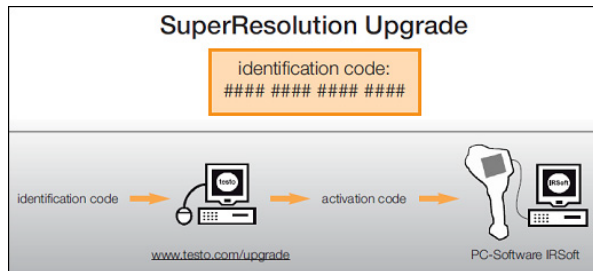 SuperResolution Upgrade
identification code:
#### #### #### ####
identification code
testo
activation code
IRSoft
www.testo.com/upgrade
PC-Software IRSoft